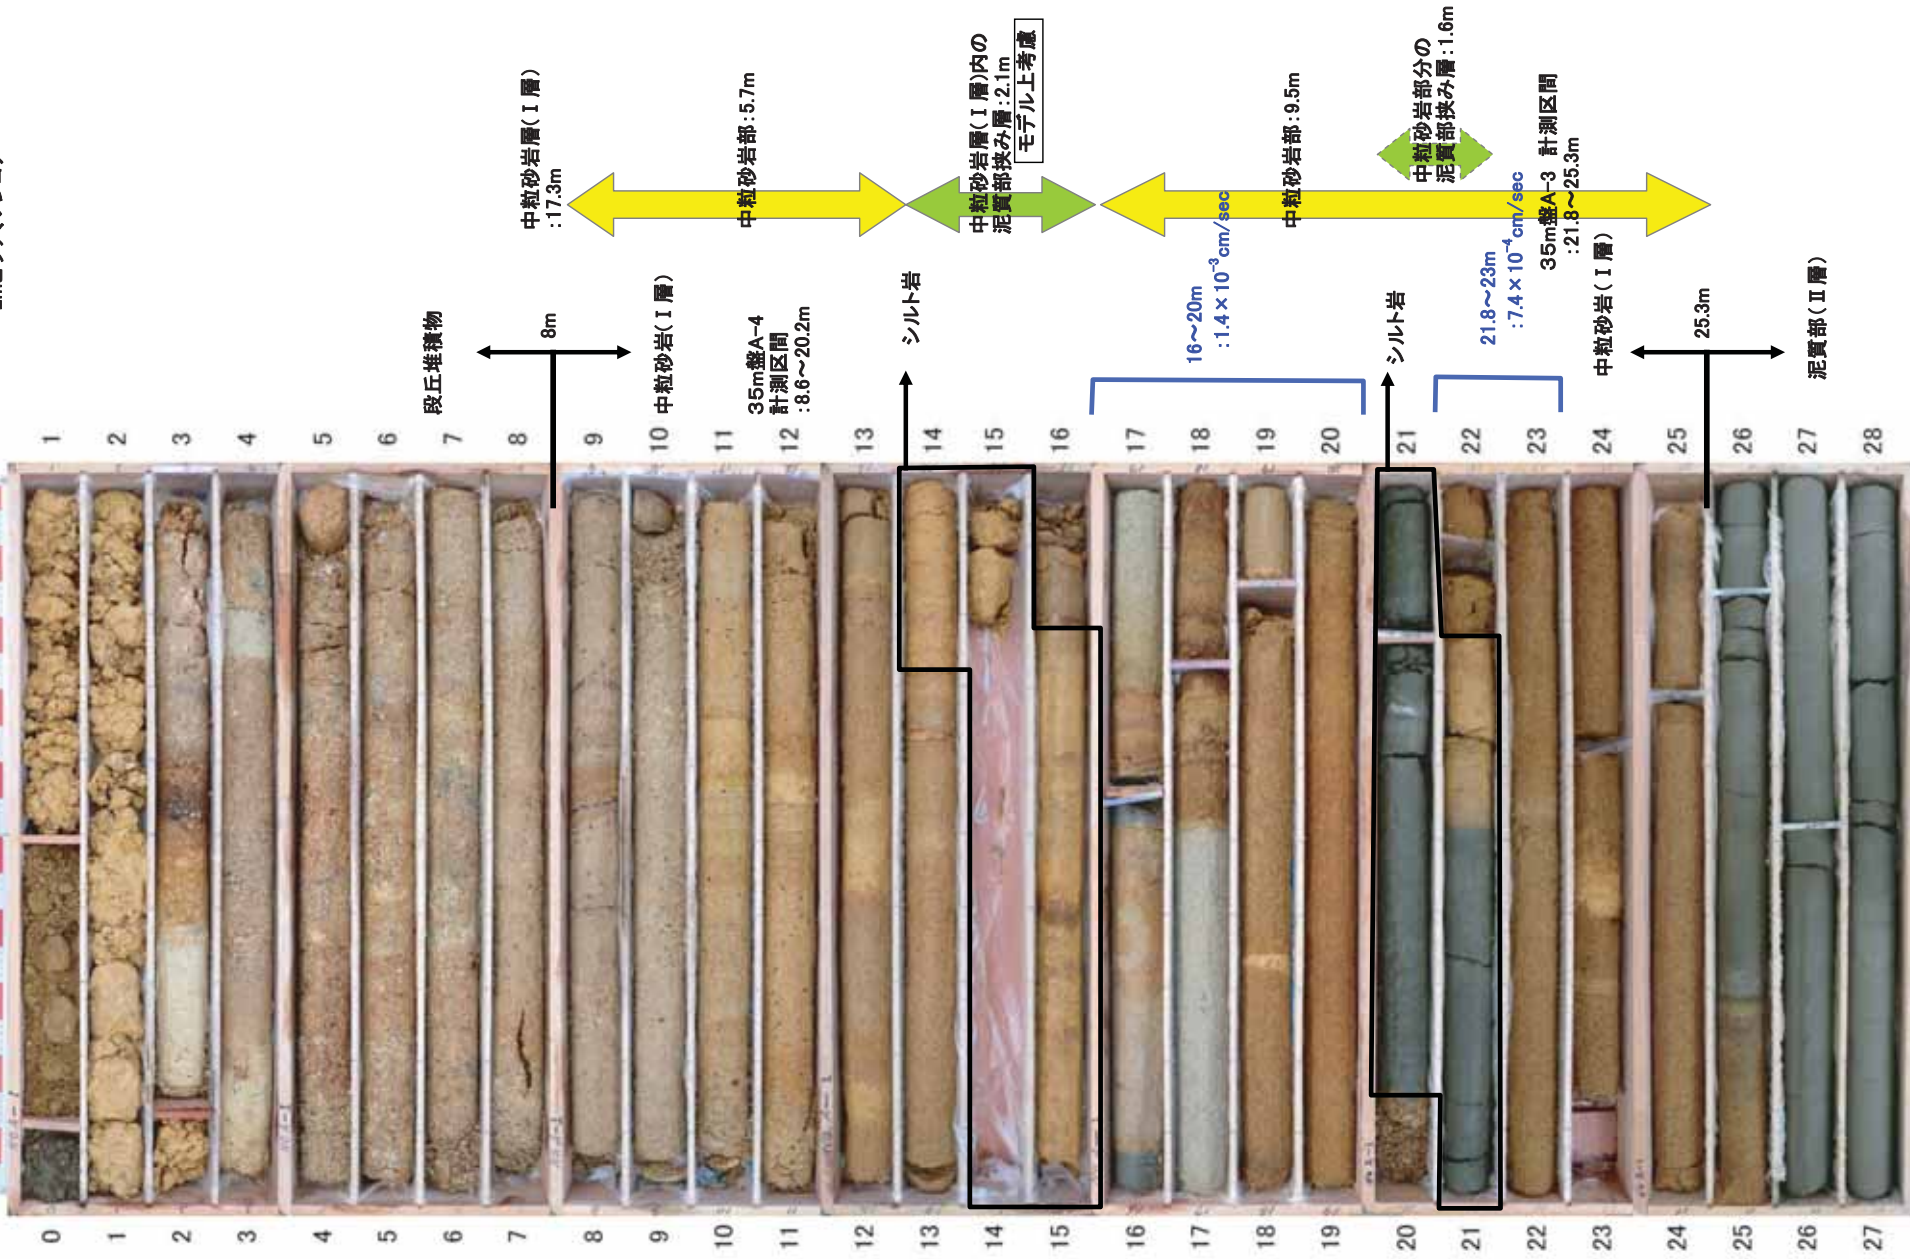 中粒砂岩層(Ⅰ層)
:17.3m
中粒砂岩部:5.7m
中粒砂岩層(Ⅰ層)内の
泥質部挟み層:2.1m
モデル上考慮
中粒砂岩部:9.5m
中粒砂岩部分の
泥質部挟み層:1.6m
35m盤A-3 計測区間
:21.8~25.3m
段丘堆積物
8m
中粒砂岩(Ⅰ層)
35m盤A-4
計測区間
:8.6~20.2m
シルト岩
16~20m
:1.4×10⁻³cm/sec
シルト岩
21.8~23m
:7.4×10⁻⁴cm/sec
中粒砂岩(Ⅰ層)
25.3m
泥質部(Ⅱ層)
1
2
3
4
5
6
7
8
9
10
11
12
13
14
15
16
17
18
19
20
21
22
23
24
25
26
27
28
0
1
2
3
4
5
6
7
8
9
10
11
12
13
14
15
16
17
18
19
20
21
22
23
24
25
26
27